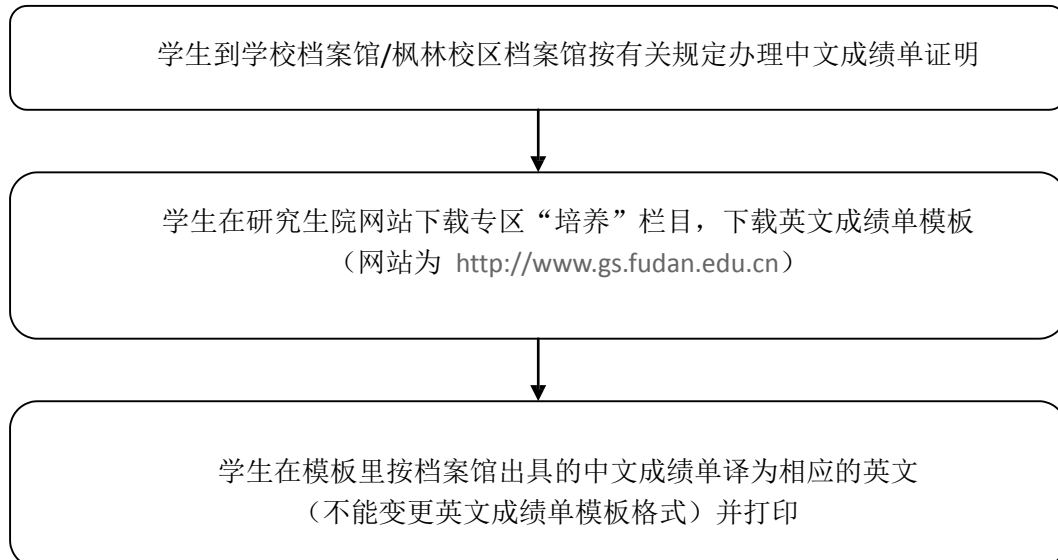 学生到学校档案馆/枫林校区档案馆按有关规定办理中文成绩单证明
学生在研究生院网站下载专区“培养”栏目，下载英文成绩单模板
（网站为 http://www.gs.fudan.edu.cn）
学生在模板里按档案馆出具的中文成绩单译为相应的英文
（不能变更英文成绩单模板格式）并打印